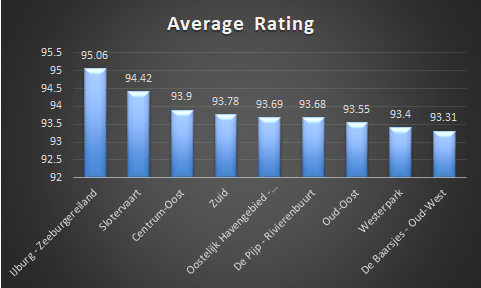 Average Rating
95.5
95
94.5
94
93.5
93
92.5
92
95.06
94.42
93.9
93.78
93.69
93.68
93.55
93.4
93.31
IJburg - Zeeburgereiland
Slotervaart
Centrum-Oost
Zuid
Oostelijk Havengebied -...
De Pijp - Rivierenbuurt
Oud-Oost
Westerpark
De Baarsjes - Oud-West